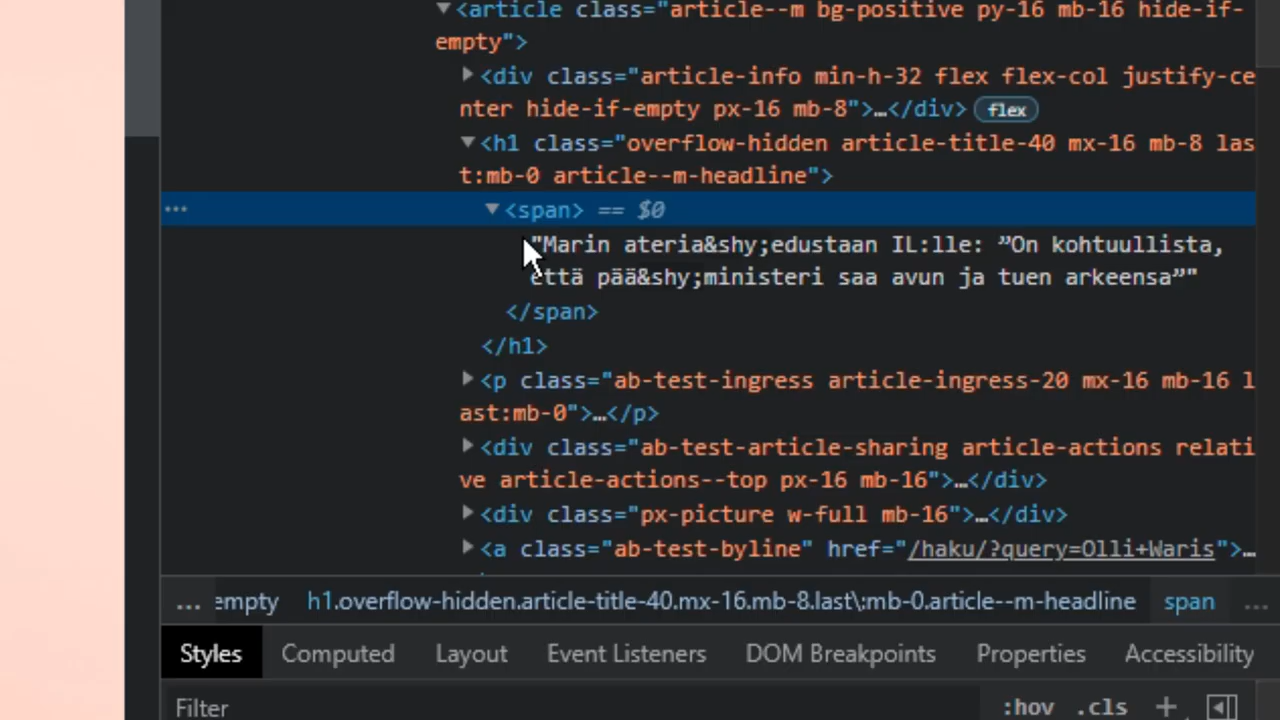 <article class="article--m bg-positive py-16 mb-16 hide-if-
empty">
<div class="article-info min-h-32 flex flex-col justify-ce
nter hide-if-empty px-16 mb-8">…</div> flex
<h1 class="overflow-hidden article-title-40 mx-16 mb-8 las
t:mb-0 article--m-headline">
… <span> == $0
"Marin ateria&shy;edustaan IL:lle: ”On kohtuullista,
että pää&shy;ministeri saa avun ja tuen arkeensa”"
</span>
</h1>
<p class="ab-test-ingress article-ingress-20 mx-16 mb-16 l
ast:mb-0">…</p>
<div class="ab-test-article-sharing article-actions relati
ve article-actions--top px-16 mb-16">…</div>
<div class="px-picture w-full mb-16">…</div>
<a class="ab-test-byline" href="/haku/?query=Olli+Waris">…
… empty h1.overflow-hidden.article-title-40.mx-16.mb-8.last\:mb-0.article--m-headline span …
Styles Computed Layout Event Listeners DOM Breakpoints Properties Accessibility
Filter :hov .cls +